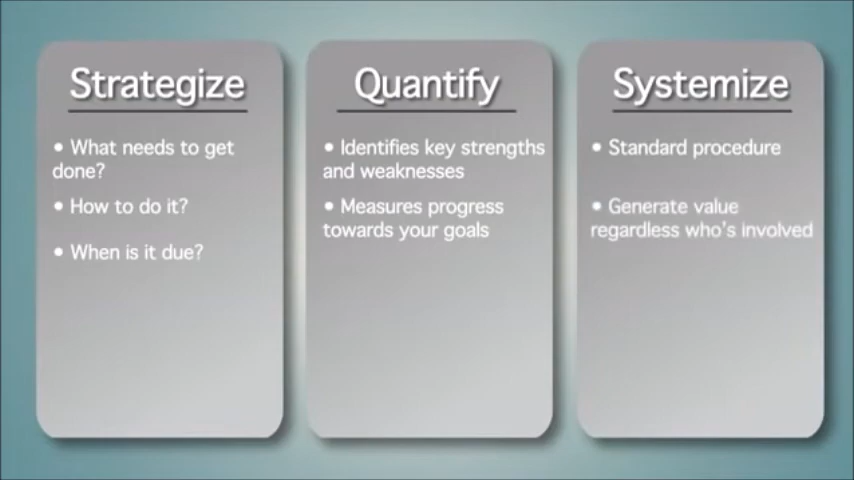 Strategize
• What needs to get
done?
• How to do it?
• When is it due?
Quantify
• Identifies key strengths
and weaknesses
• Measures progress
towards your goals
Systemize
• Standard procedure
• Generate value
regardless who's involved